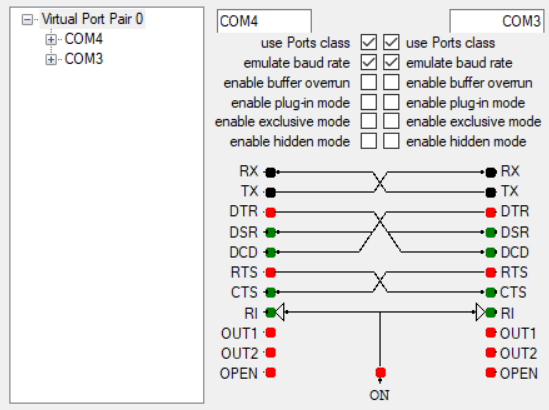 Virtual Port Pair 0
COM4
COM3
COM4 COM3
use Ports class use Ports class
emulate baud rate emulate baud rate
enable buffer overrun enable buffer overrun
enable plug-in mode enable plug-in mode
enable exclusive mode enable exclusive mode
enable hidden mode enable hidden mode
RX RX
TX TX
DTR DTR
DSR DSR
DCD DCD
RTS RTS
CTS CTS
RI RI
OUT1 OUT1
OUT2 OUT2
OPEN OPEN
ON